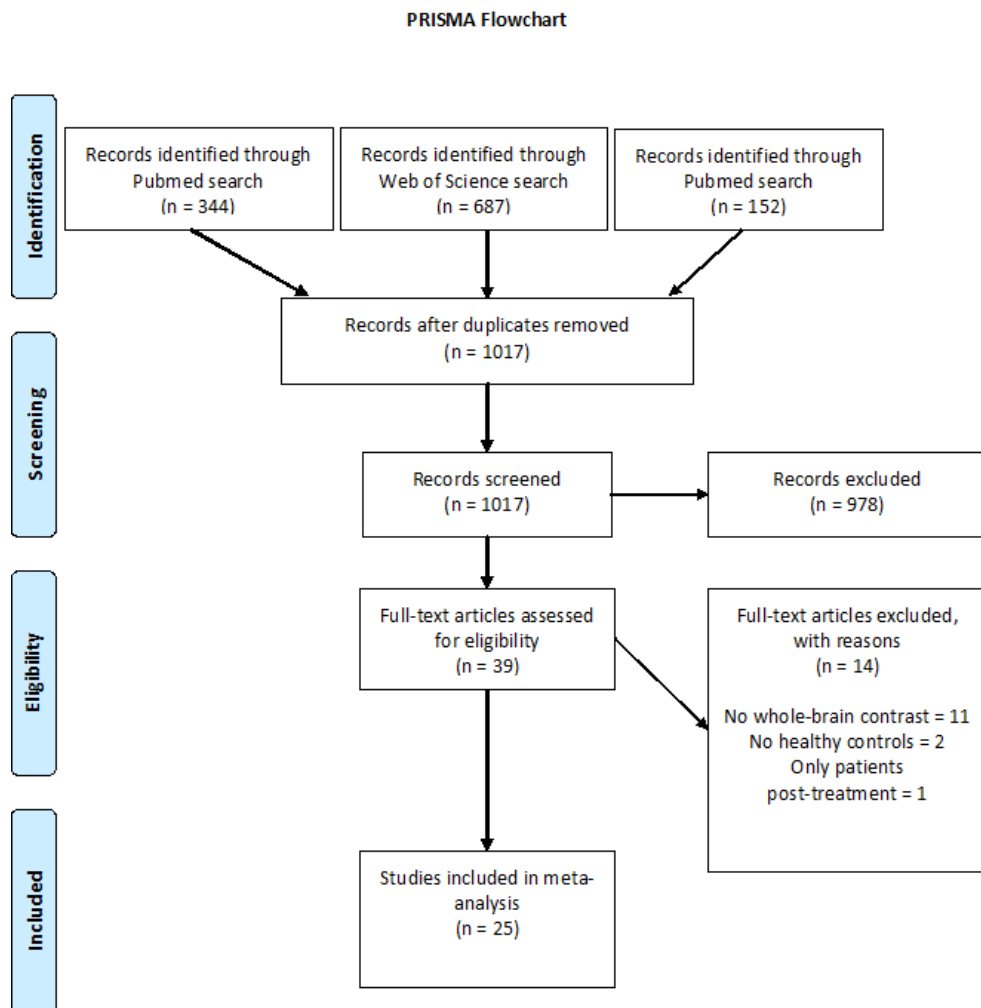 PRISMA Flowchart
Identification
Records identified through
Pubmed search
(n = 344)
Records identified through
Web of Science search
(n = 687)
Records identified through
Pubmed search
(n = 152)
Records after duplicates removed
(n = 1017)
Screening
Records screened
(n = 1017)
Records excluded
(n = 978)
Eligibility
Full-text articles assessed
for eligibility
(n = 39)
Full-text articles excluded,
with reasons
(n = 14)
No whole-brain contrast = 11
No healthy controls = 2
Only patients
post-treatment = 1
Included
Studies included in meta-
analysis
(n = 25)